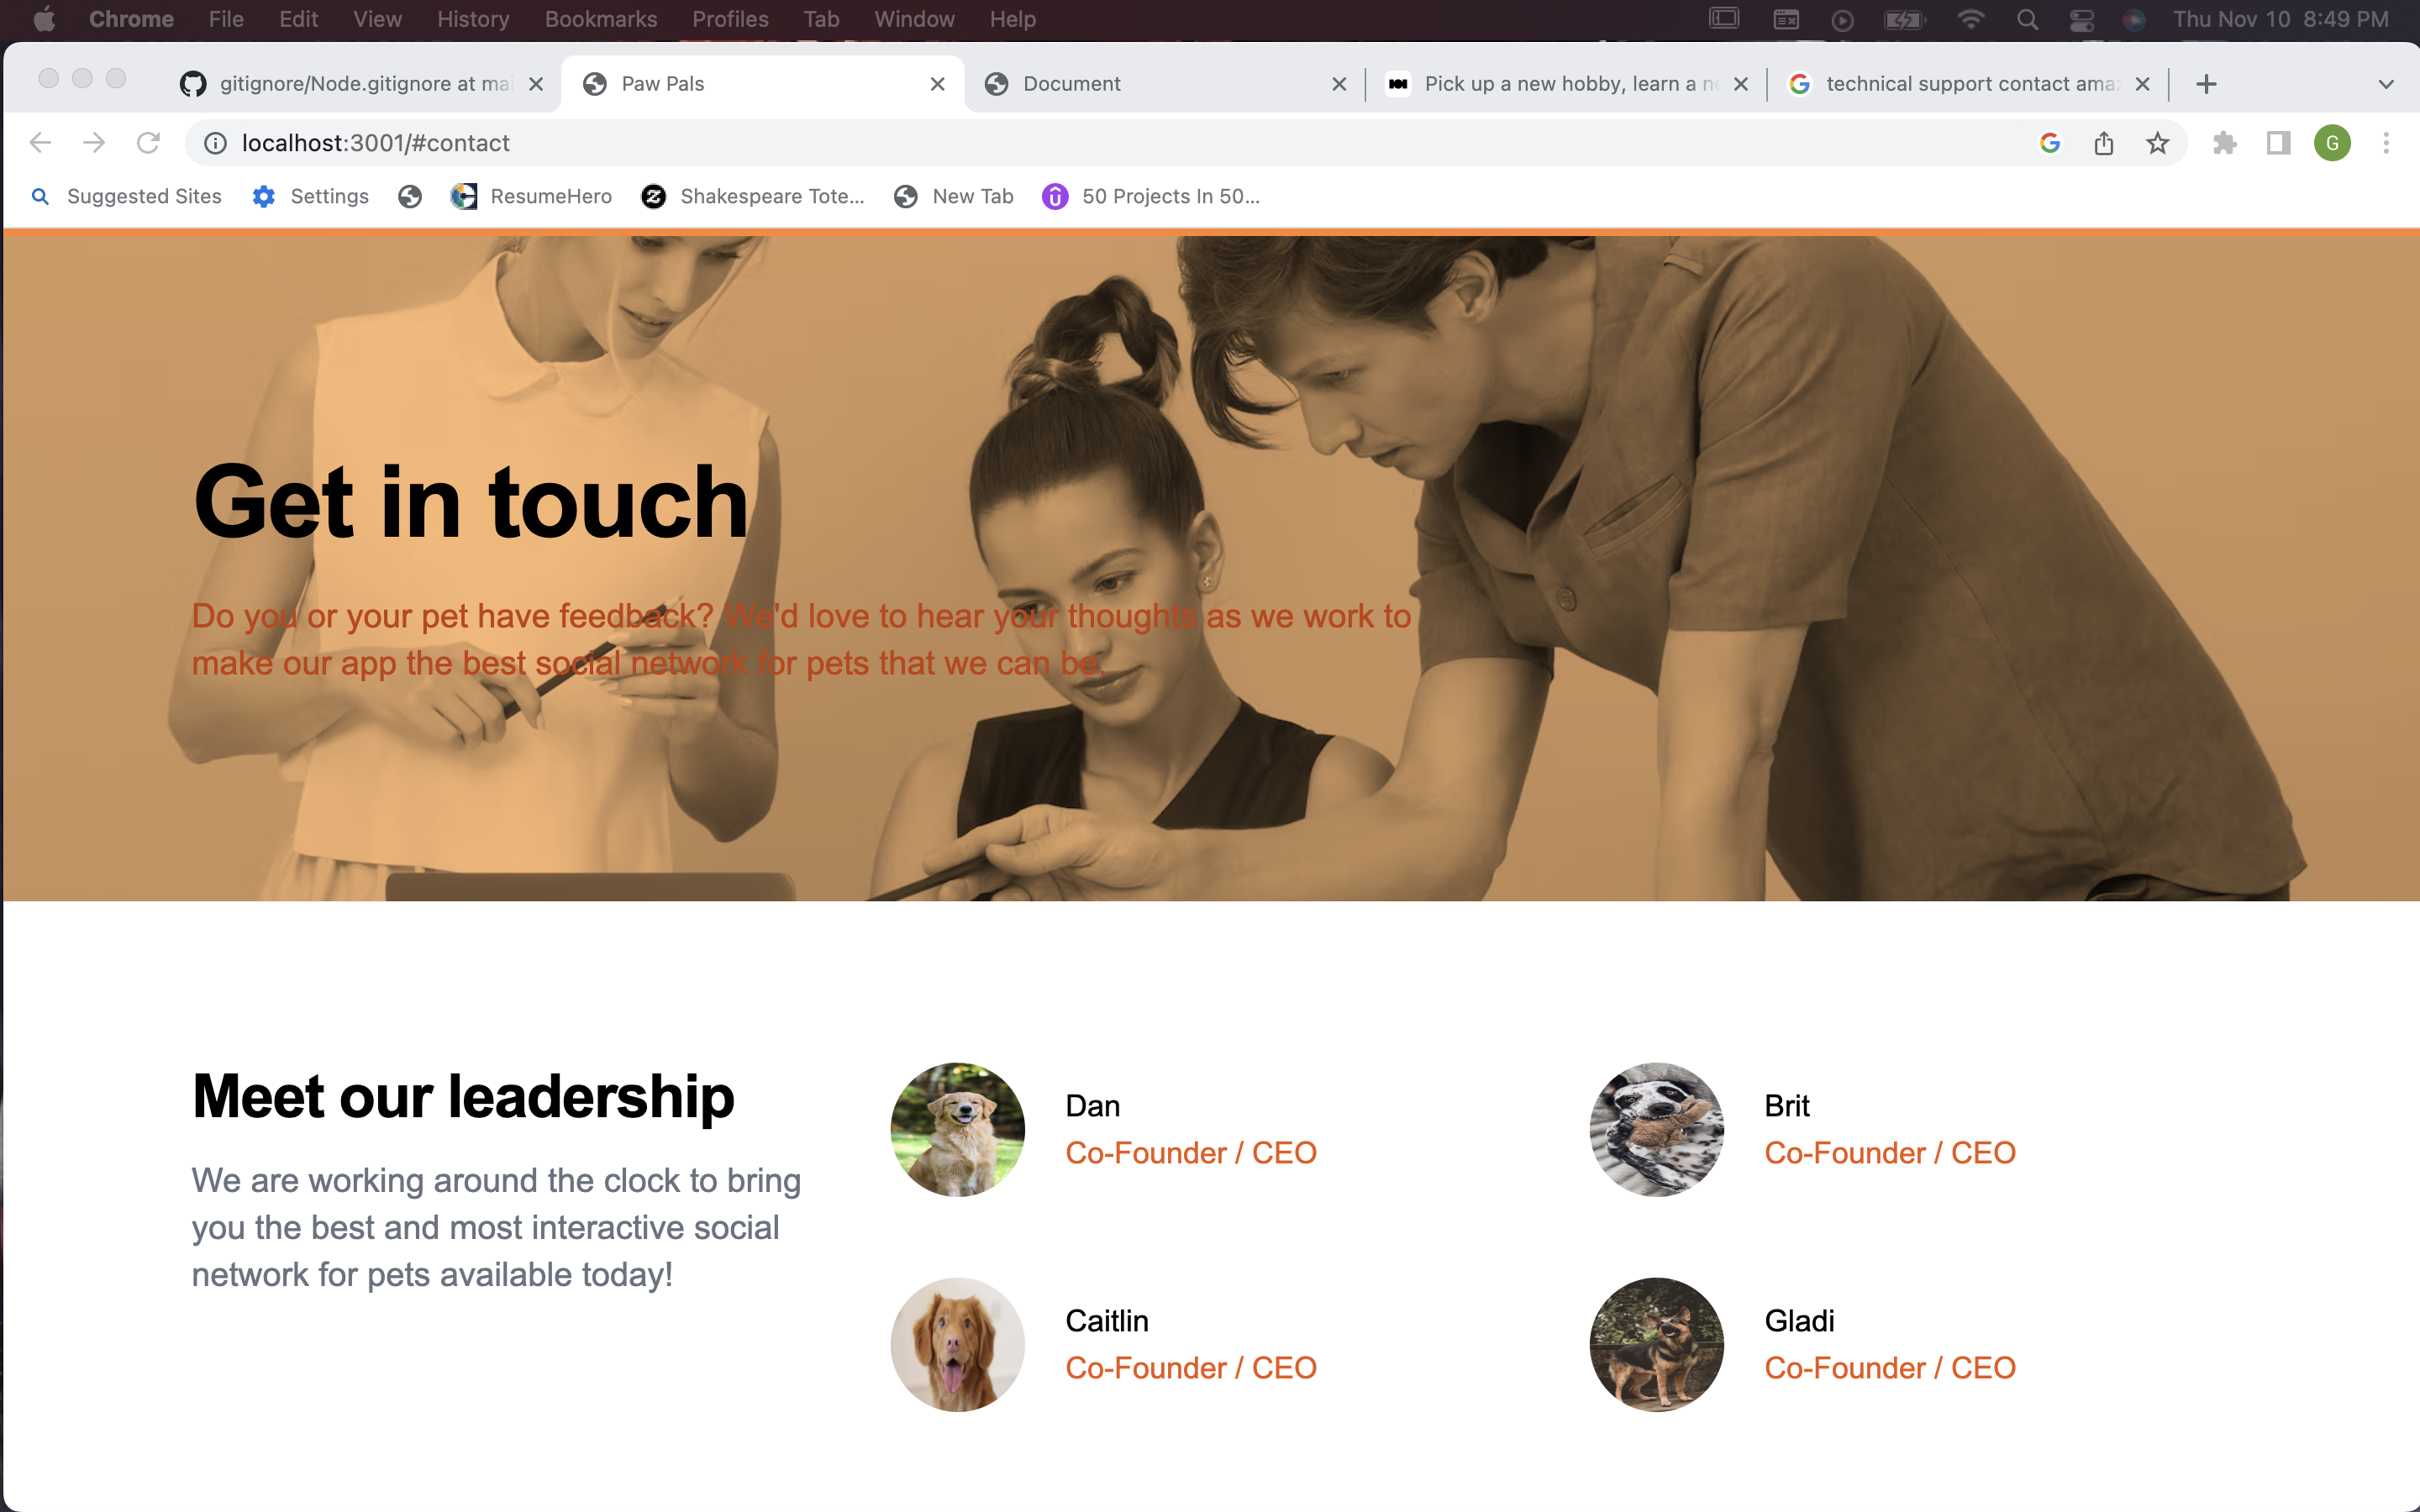 Chrome File Edit View History Bookmarks Profiles Tab Window Help Thu Nov 10 8:49 PM
gitignore/Node.gitignore at mai Paw Pals Document Pick up a new hobby, learn a ne technical support contact amaz
localhost:3001/#contact G
Suggested Sites Settings ResumeHero Shakespeare Tote... New Tab 50 Projects In 50...
Get in touch
Do you or your pet have feedback? We'd love to hear your thoughts as we work to
make our app the best social network for pets that we can be.
Meet our leadership
We are working around the clock to bring
you the best and most interactive social
network for pets available today!
Dan
Co-Founder / CEO
Brit
Co-Founder / CEO
Caitlin
Co-Founder / CEO
Gladi
Co-Founder / CEO